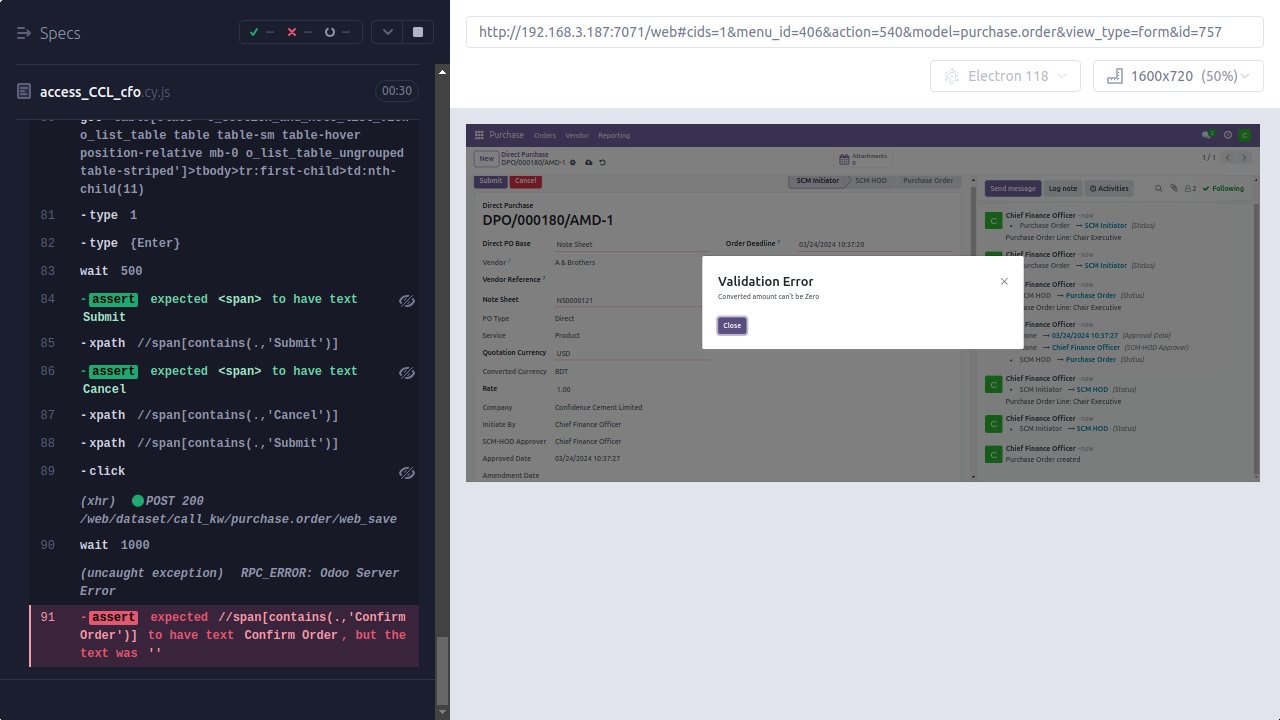 Specs
✓ -- ✕ -- --
access_CCL_cfo.cy.js
00:30
o_list_table table table-sm table-hover
position-relative mb-0 o_list_table_ungrouped
table-striped']>tbody>tr:first-child>td:nth-
child(11)
81 -type 1
82 -type {Enter}
83 wait 500
84 -assert expected <span> to have text
Submit
85 -xpath //span[contains(.,'Submit')]
86 -assert expected <span> to have text
Cancel
87 -xpath //span[contains(.,'Cancel')]
88 -xpath //span[contains(.,'Submit')]
89 -click
(xhr) POST 200
/web/dataset/call_kw/purchase.order/web_save
90 wait 1000
(uncaught exception) RPC_ERROR: Odoo Server
Error
91 -assert expected //span[contains(.,'Confirm
Order')] to have text Confirm Order, but the
text was ''
http://192.168.3.187:7071/web#cids=1&menu_id=406&action=540&model=purchase.order&view_type=form&id=757
Electron 118
1600x720 (50%)
Purchase Orders Vendor Reporting
2
C
New
Direct Purchase
DPO/000180/AMD-1
Attachments
0
1 / 1
Submit Cancel
SCM Initiator SCM HOD Purchase Order
Send message Log note Activities
2 Following
Direct Purchase
DPO/000180/AMD-1
Direct PO Base Note Sheet
Order Deadline ? 03/24/2024 10:37:20
Vendor ? A & Brothers
Vendor Reference ?
Note Sheet NS0000121
PO Type Direct
Service Product
Quotation Currency USD
Converted Currency BDT
Rate 1.00
Company Confidence Cement Limited
Initiate By Chief Finance Officer
SCM-HOD Approver Chief Finance Officer
Approved Date 03/24/2024 10:37:27
Amendment Date
Validation Error
Converted amount can't be Zero
Close
C Chief Finance Officer - now
Purchase Order → SCM Initiator (Status)
Purchase Order Line: Chair Executive
Chief Finance Officer - now
Purchase Order → SCM Initiator (Status)
Chief Finance Officer - now
SCM HOD → Purchase Order (Status)
Purchase Order Line: Chair Executive
Chief Finance Officer - now
→ 03/24/2024 10:37:27 (Approval Date)
→ Chief Finance Officer (SCM-HOD Approver)
SCM HOD → Purchase Order (Status)
C Chief Finance Officer - now
SCM Initiator → SCM HOD (Status)
Purchase Order Line: Chair Executive
C Chief Finance Officer - now
SCM Initiator → SCM HOD (Status)
C Chief Finance Officer - now
Purchase Order created